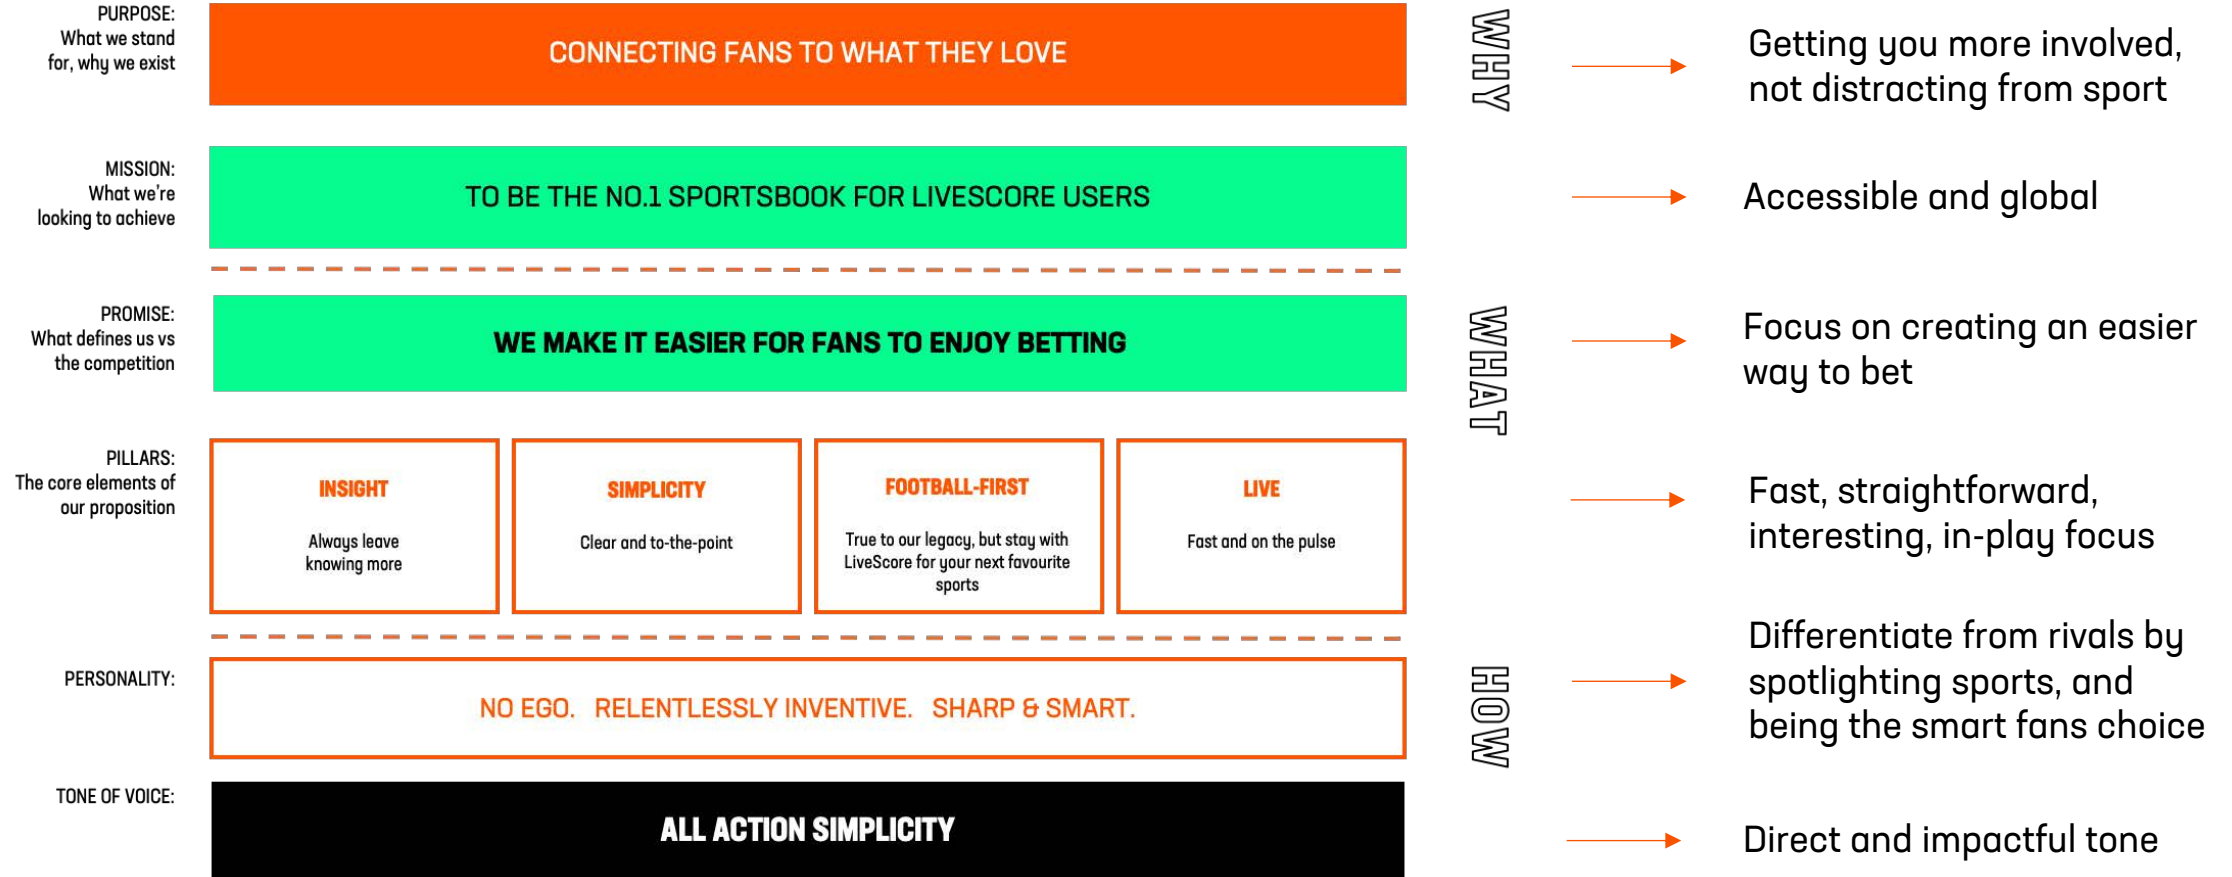 PURPOSE:
What we stand
for, why we exist
CONNECTING FANS TO WHAT THEY LOVE
WHY
Getting you more involved,
not distracting from sport
MISSION:
What we're
looking to achieve
TO BE THE NO.1 SPORTSBOOK FOR LIVESCORE USERS
Accessible and global
PROMISE:
What defines us vs
the competition
WE MAKE IT EASIER FOR FANS TO ENJOY BETTING
WHAT
Focus on creating an easier
way to bet
PILLARS:
The core elements of
our proposition
INSIGHT
Always leave
knowing more
SIMPLICITY
Clear and to-the-point
FOOTBALL-FIRST
True to our legacy, but stay with
LiveScore for your next favourite
sports
LIVE
Fast and on the pulse
Fast, straightforward,
interesting, in-play focus
PERSONALITY:
NO EGO. RELENTLESSLY INVENTIVE. SHARP & SMART.
HOW
Differentiate from rivals by
spotlighting sports, and
being the smart fans choice
TONE OF VOICE:
ALL ACTION SIMPLICITY
Direct and impactful tone